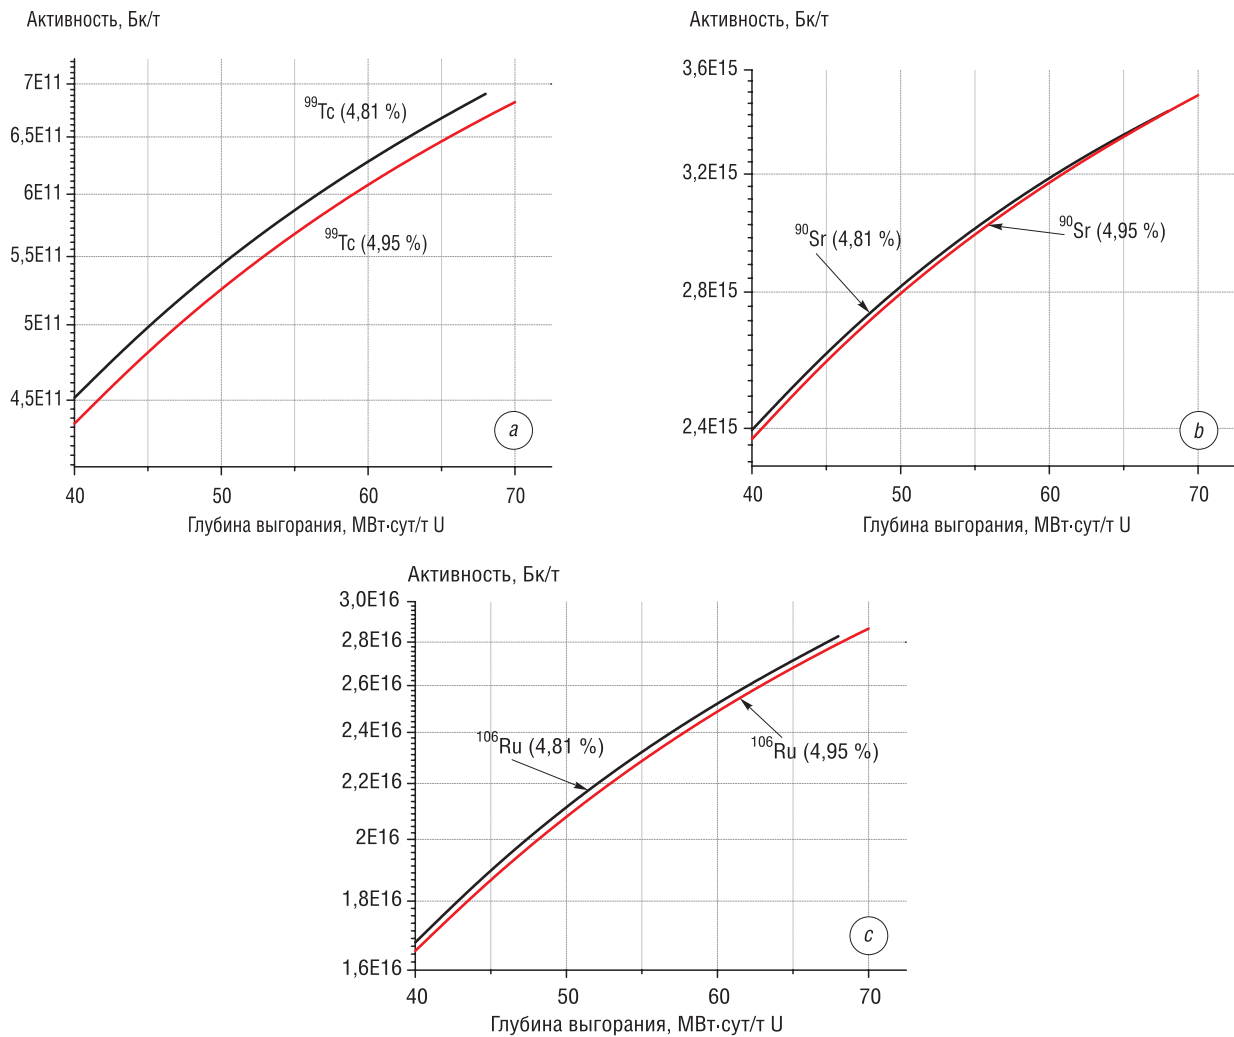 Активность, Бк/т
7E11
6,5E11
6E11
5,5E11
5E11
4,5E11
⁹⁹Tc (4,81 %)
⁹⁹Tc (4,95 %)
a
40 50 60 70
Глубина выгорания, МВт·сут/т U
Активность, Бк/т
3,6E15
3,2E15
2,8E15
2,4E15
⁹⁰Sr (4,81 %)
⁹⁰Sr (4,95 %)
b
40 50 60 70
Глубина выгорания, МВт·сут/т U
Активность, Бк/т
3,0E16
2,8E16
2,6E16
2,4E16
2,2E16
2E16
1,8E16
1,6E16
¹⁰⁶Ru (4,81 %)
¹⁰⁶Ru (4,95 %)
c
40 50 60 70
Глубина выгорания, МВт·сут/т U